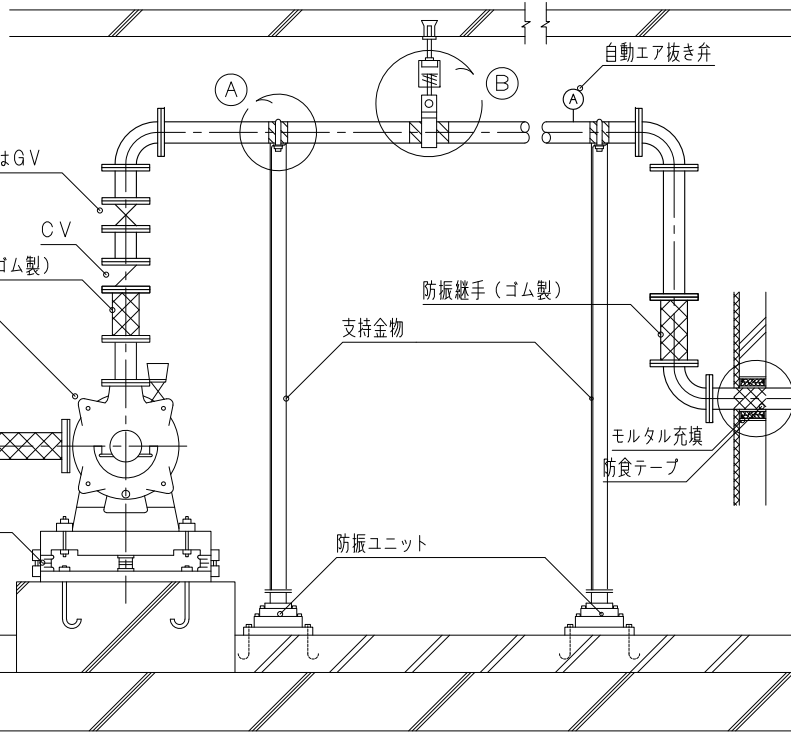 自動エア抜き弁
A
B
A
はGV
CV
ゴム製）
防振継手（ゴム製）
支持金物
モルタル充填
防食テープ
防振ユニット